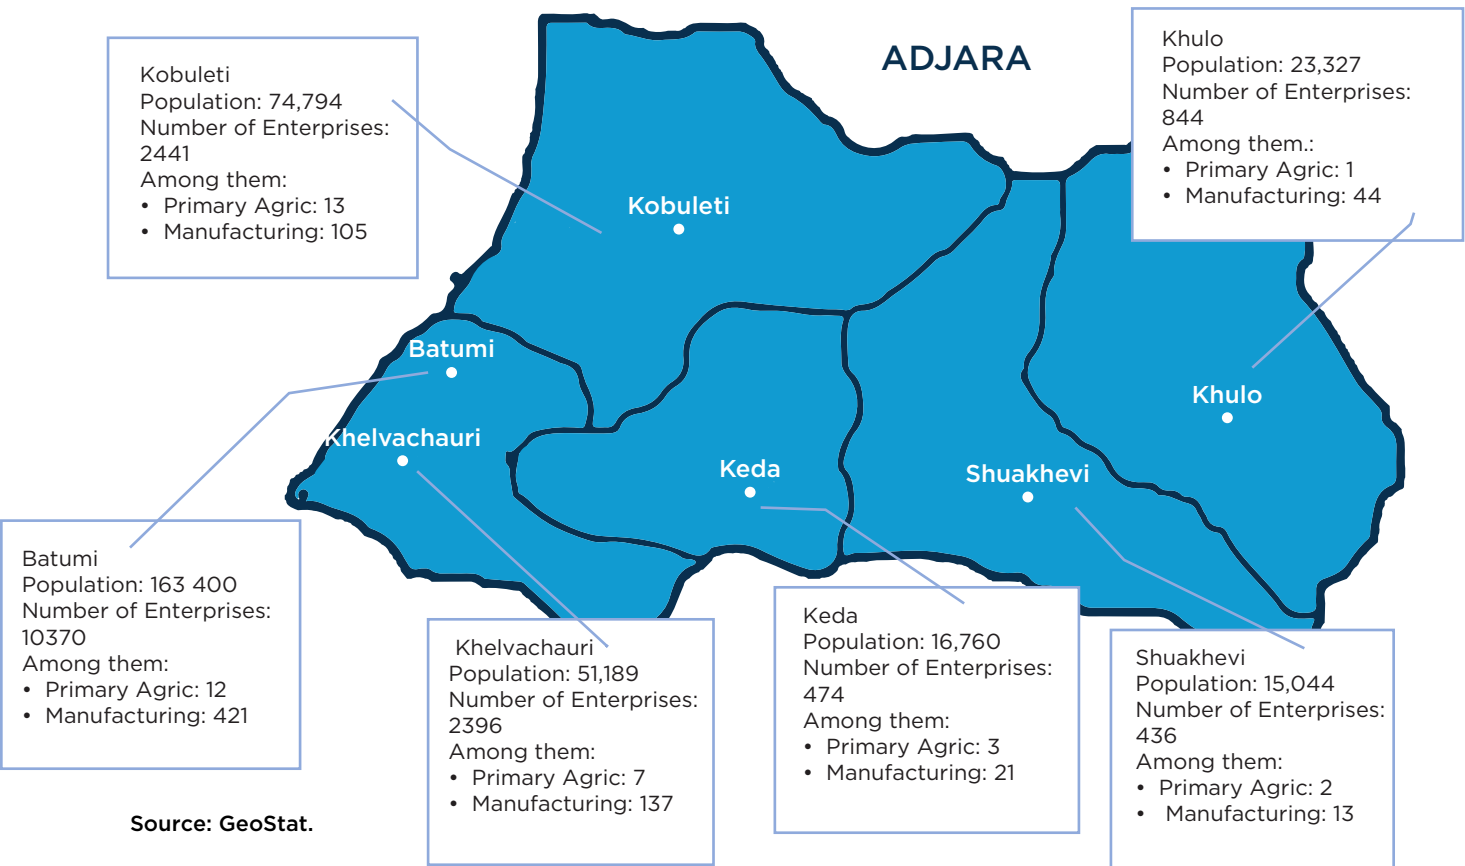 ADJARA
Kobuleti
Population: 74,794
Number of Enterprises:
2441
Among them:
• Primary Agric: 13
• Manufacturing: 105
Khulo
Population: 23,327
Number of Enterprises:
844
Among them.:
• Primary Agric: 1
• Manufacturing: 44
Kobuleti
Batumi
Khelvachauri
Keda
Shuakhevi
Khulo
Batumi
Population: 163 400
Number of Enterprises:
10370
Among them:
• Primary Agric: 12
• Manufacturing: 421
Khelvachauri
Population: 51,189
Number of Enterprises:
2396
Among them:
• Primary Agric: 7
• Manufacturing: 137
Keda
Population: 16,760
Number of Enterprises:
474
Among them:
• Primary Agric: 3
• Manufacturing: 21
Shuakhevi
Population: 15,044
Number of Enterprises:
436
Among them:
• Primary Agric: 2
• Manufacturing: 13
Source: GeoStat.